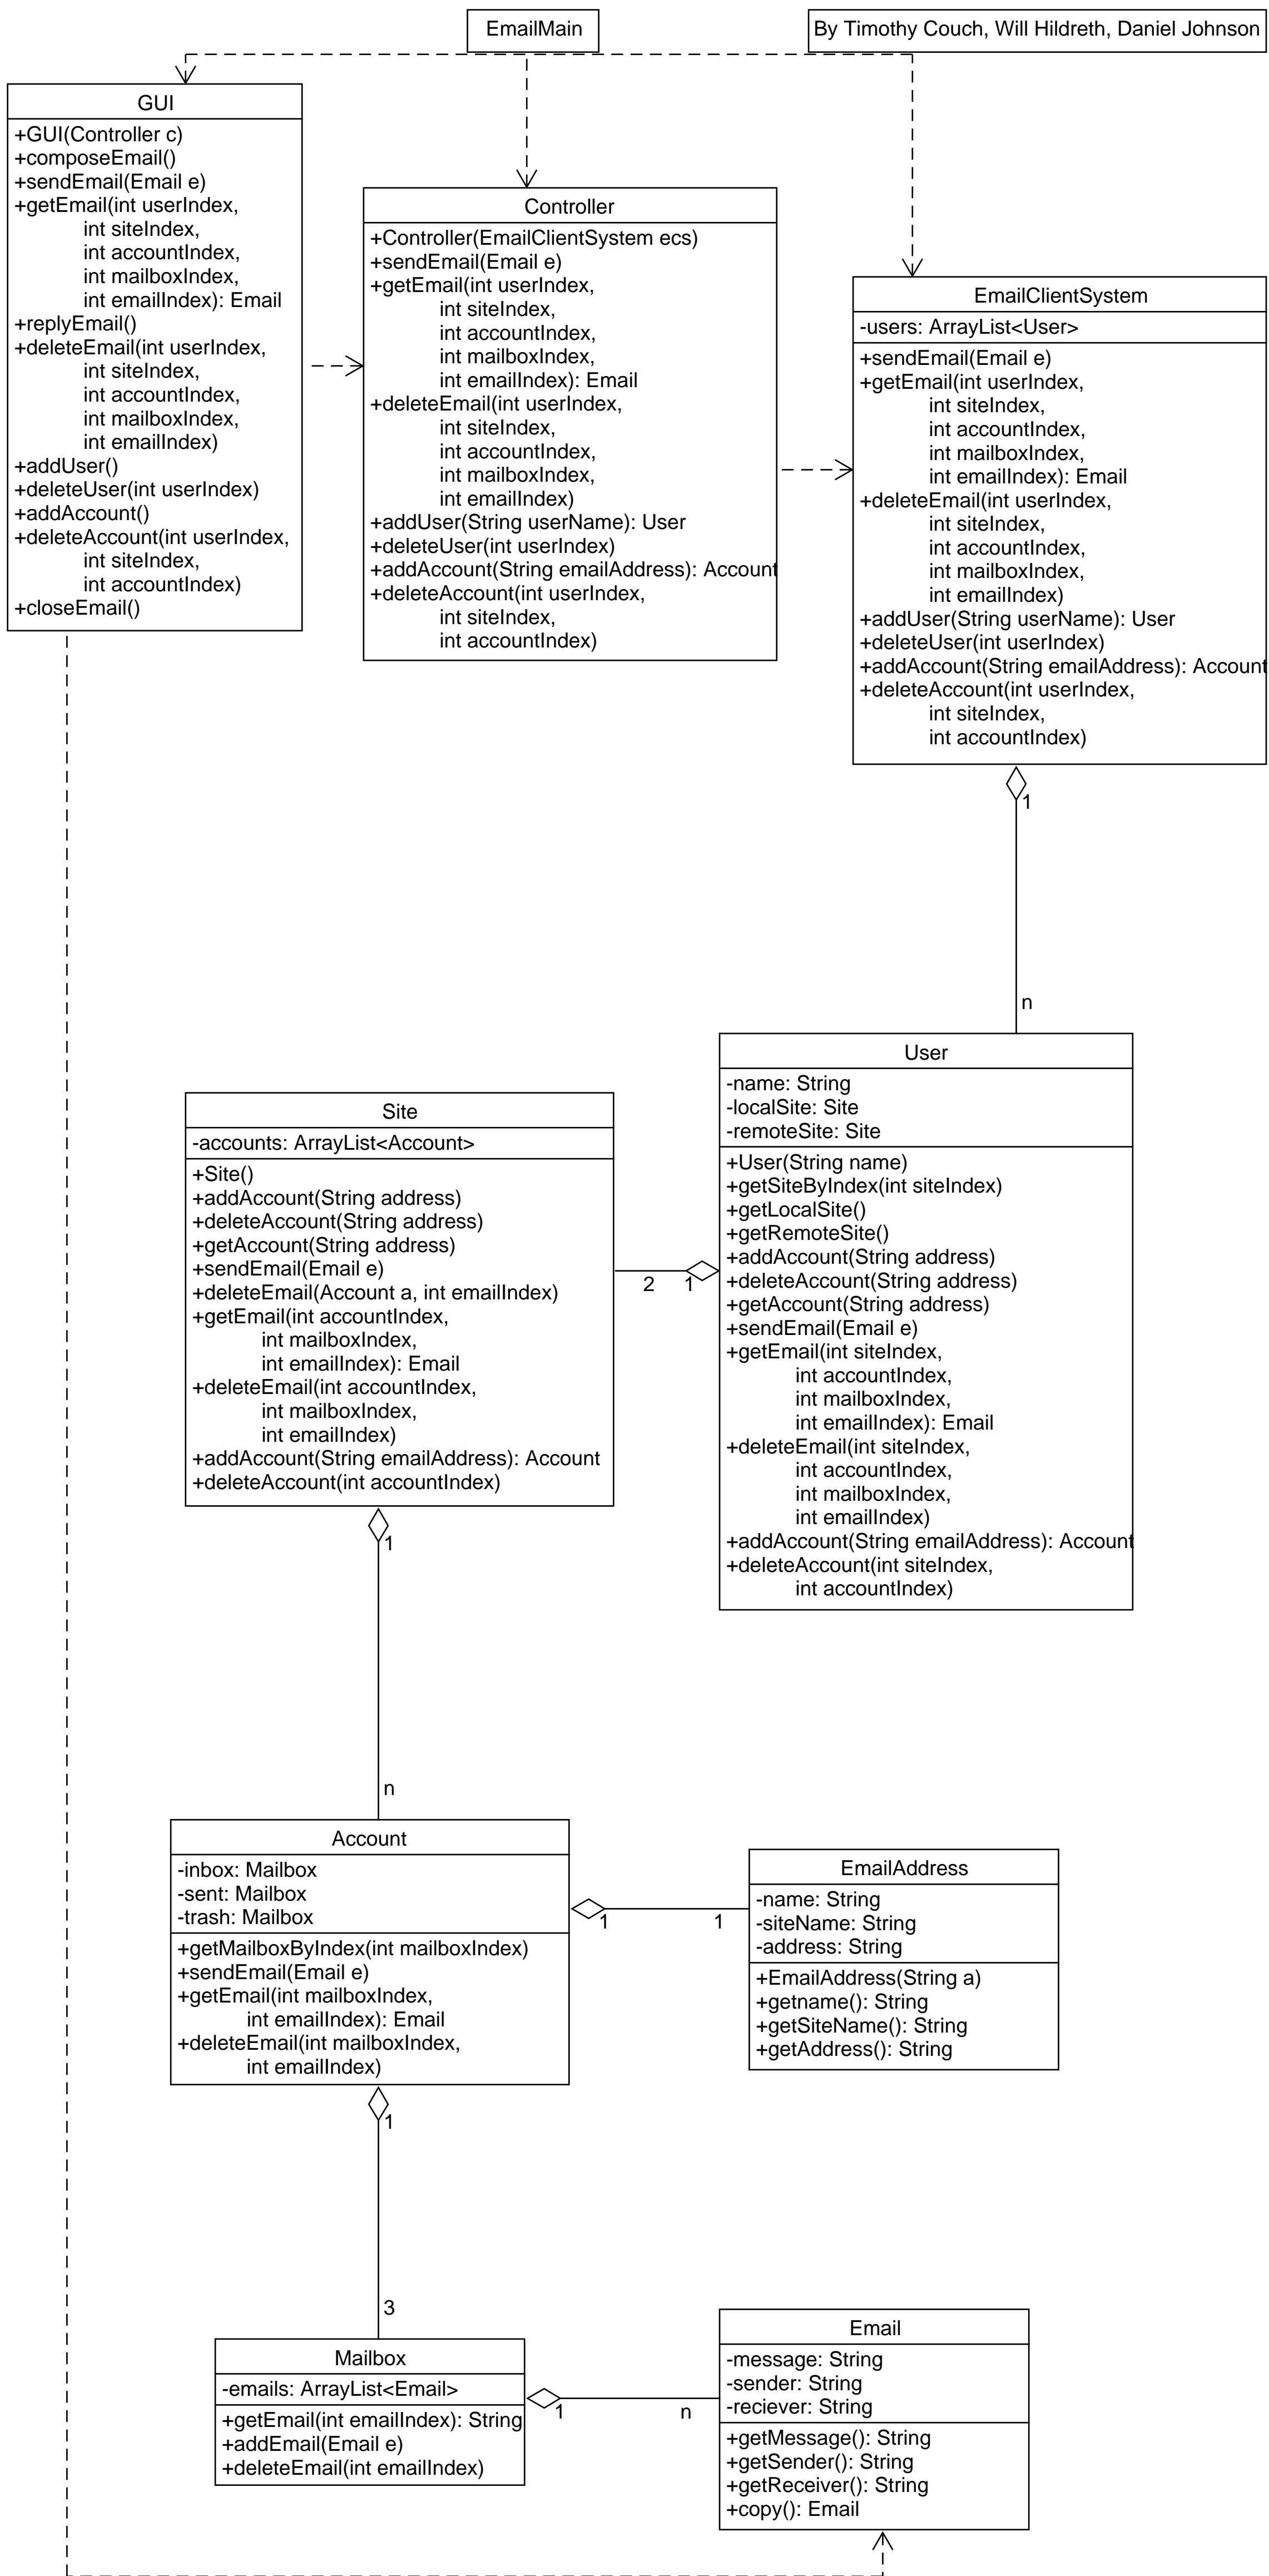 EmailMain
By Timothy Couch, Will Hildreth, Daniel Johnson
GUI
+GUI(Controller c)
+composeEmail()
+sendEmail(Email e)
+getEmail(int userIndex,
int siteIndex,
int accountIndex,
int mailboxIndex,
int emailIndex): Email
+replyEmail()
+deleteEmail(int userIndex,
int siteIndex,
int accountIndex,
int mailboxIndex,
int emailIndex)
+addUser()
+deleteUser(int userIndex)
+addAccount()
+deleteAccount(int userIndex,
int siteIndex,
int accountIndex)
+closeEmail()
Controller
+Controller(EmailClientSystem ecs)
+sendEmail(Email e)
+getEmail(int userIndex,
int siteIndex,
int accountIndex,
int mailboxIndex,
int emailIndex): Email
+deleteEmail(int userIndex,
int siteIndex,
int accountIndex,
int mailboxIndex,
int emailIndex)
+addUser(String userName): User
+deleteUser(int userIndex)
+addAccount(String emailAddress): Account
+deleteAccount(int userIndex,
int siteIndex,
int accountIndex)
EmailClientSystem
-users: ArrayList<User>
+sendEmail(Email e)
+getEmail(int userIndex,
int siteIndex,
int accountIndex,
int mailboxIndex,
int emailIndex): Email
+deleteEmail(int userIndex,
int siteIndex,
int accountIndex,
int mailboxIndex,
int emailIndex)
+addUser(String userName): User
+deleteUser(int userIndex)
+addAccount(String emailAddress): Account
+deleteAccount(int userIndex,
int siteIndex,
int accountIndex)
1
n
User
-name: String
-localSite: Site
-remoteSite: Site
+User(String name)
+getSiteByIndex(int siteIndex)
+getLocalSite()
+getRemoteSite()
+addAccount(String address)
+deleteAccount(String address)
+getAccount(String address)
+sendEmail(Email e)
+getEmail(int siteIndex,
int accountIndex,
int mailboxIndex,
int emailIndex): Email
+deleteEmail(int siteIndex,
int accountIndex,
int mailboxIndex,
int emailIndex)
+addAccount(String emailAddress): Account
+deleteAccount(int siteIndex,
int accountIndex)
2 1
Site
-accounts: ArrayList<Account>
+Site()
+addAccount(String address)
+deleteAccount(String address)
+getAccount(String address)
+sendEmail(Email e)
+deleteEmail(Account a, int emailIndex)
+getEmail(int accountIndex,
int mailboxIndex,
int emailIndex): Email
+deleteEmail(int accountIndex,
int mailboxIndex,
int emailIndex)
+addAccount(String emailAddress): Account
+deleteAccount(int accountIndex)
1
n
Account
-inbox: Mailbox
-sent: Mailbox
-trash: Mailbox
+getMailboxByIndex(int mailboxIndex)
+sendEmail(Email e)
+getEmail(int mailboxIndex,
int emailIndex): Email
+deleteEmail(int mailboxIndex,
int emailIndex)
1 1
EmailAddress
-name: String
-siteName: String
-address: String
+EmailAddress(String a)
+getname(): String
+getSiteName(): String
+getAddress(): String
1
3
Mailbox
-emails: ArrayList<Email>
+getEmail(int emailIndex): String
+addEmail(Email e)
+deleteEmail(int emailIndex)
1 n
Email
-message: String
-sender: String
-reciever: String
+getMessage(): String
+getSender(): String
+getReceiver(): String
+copy(): Email